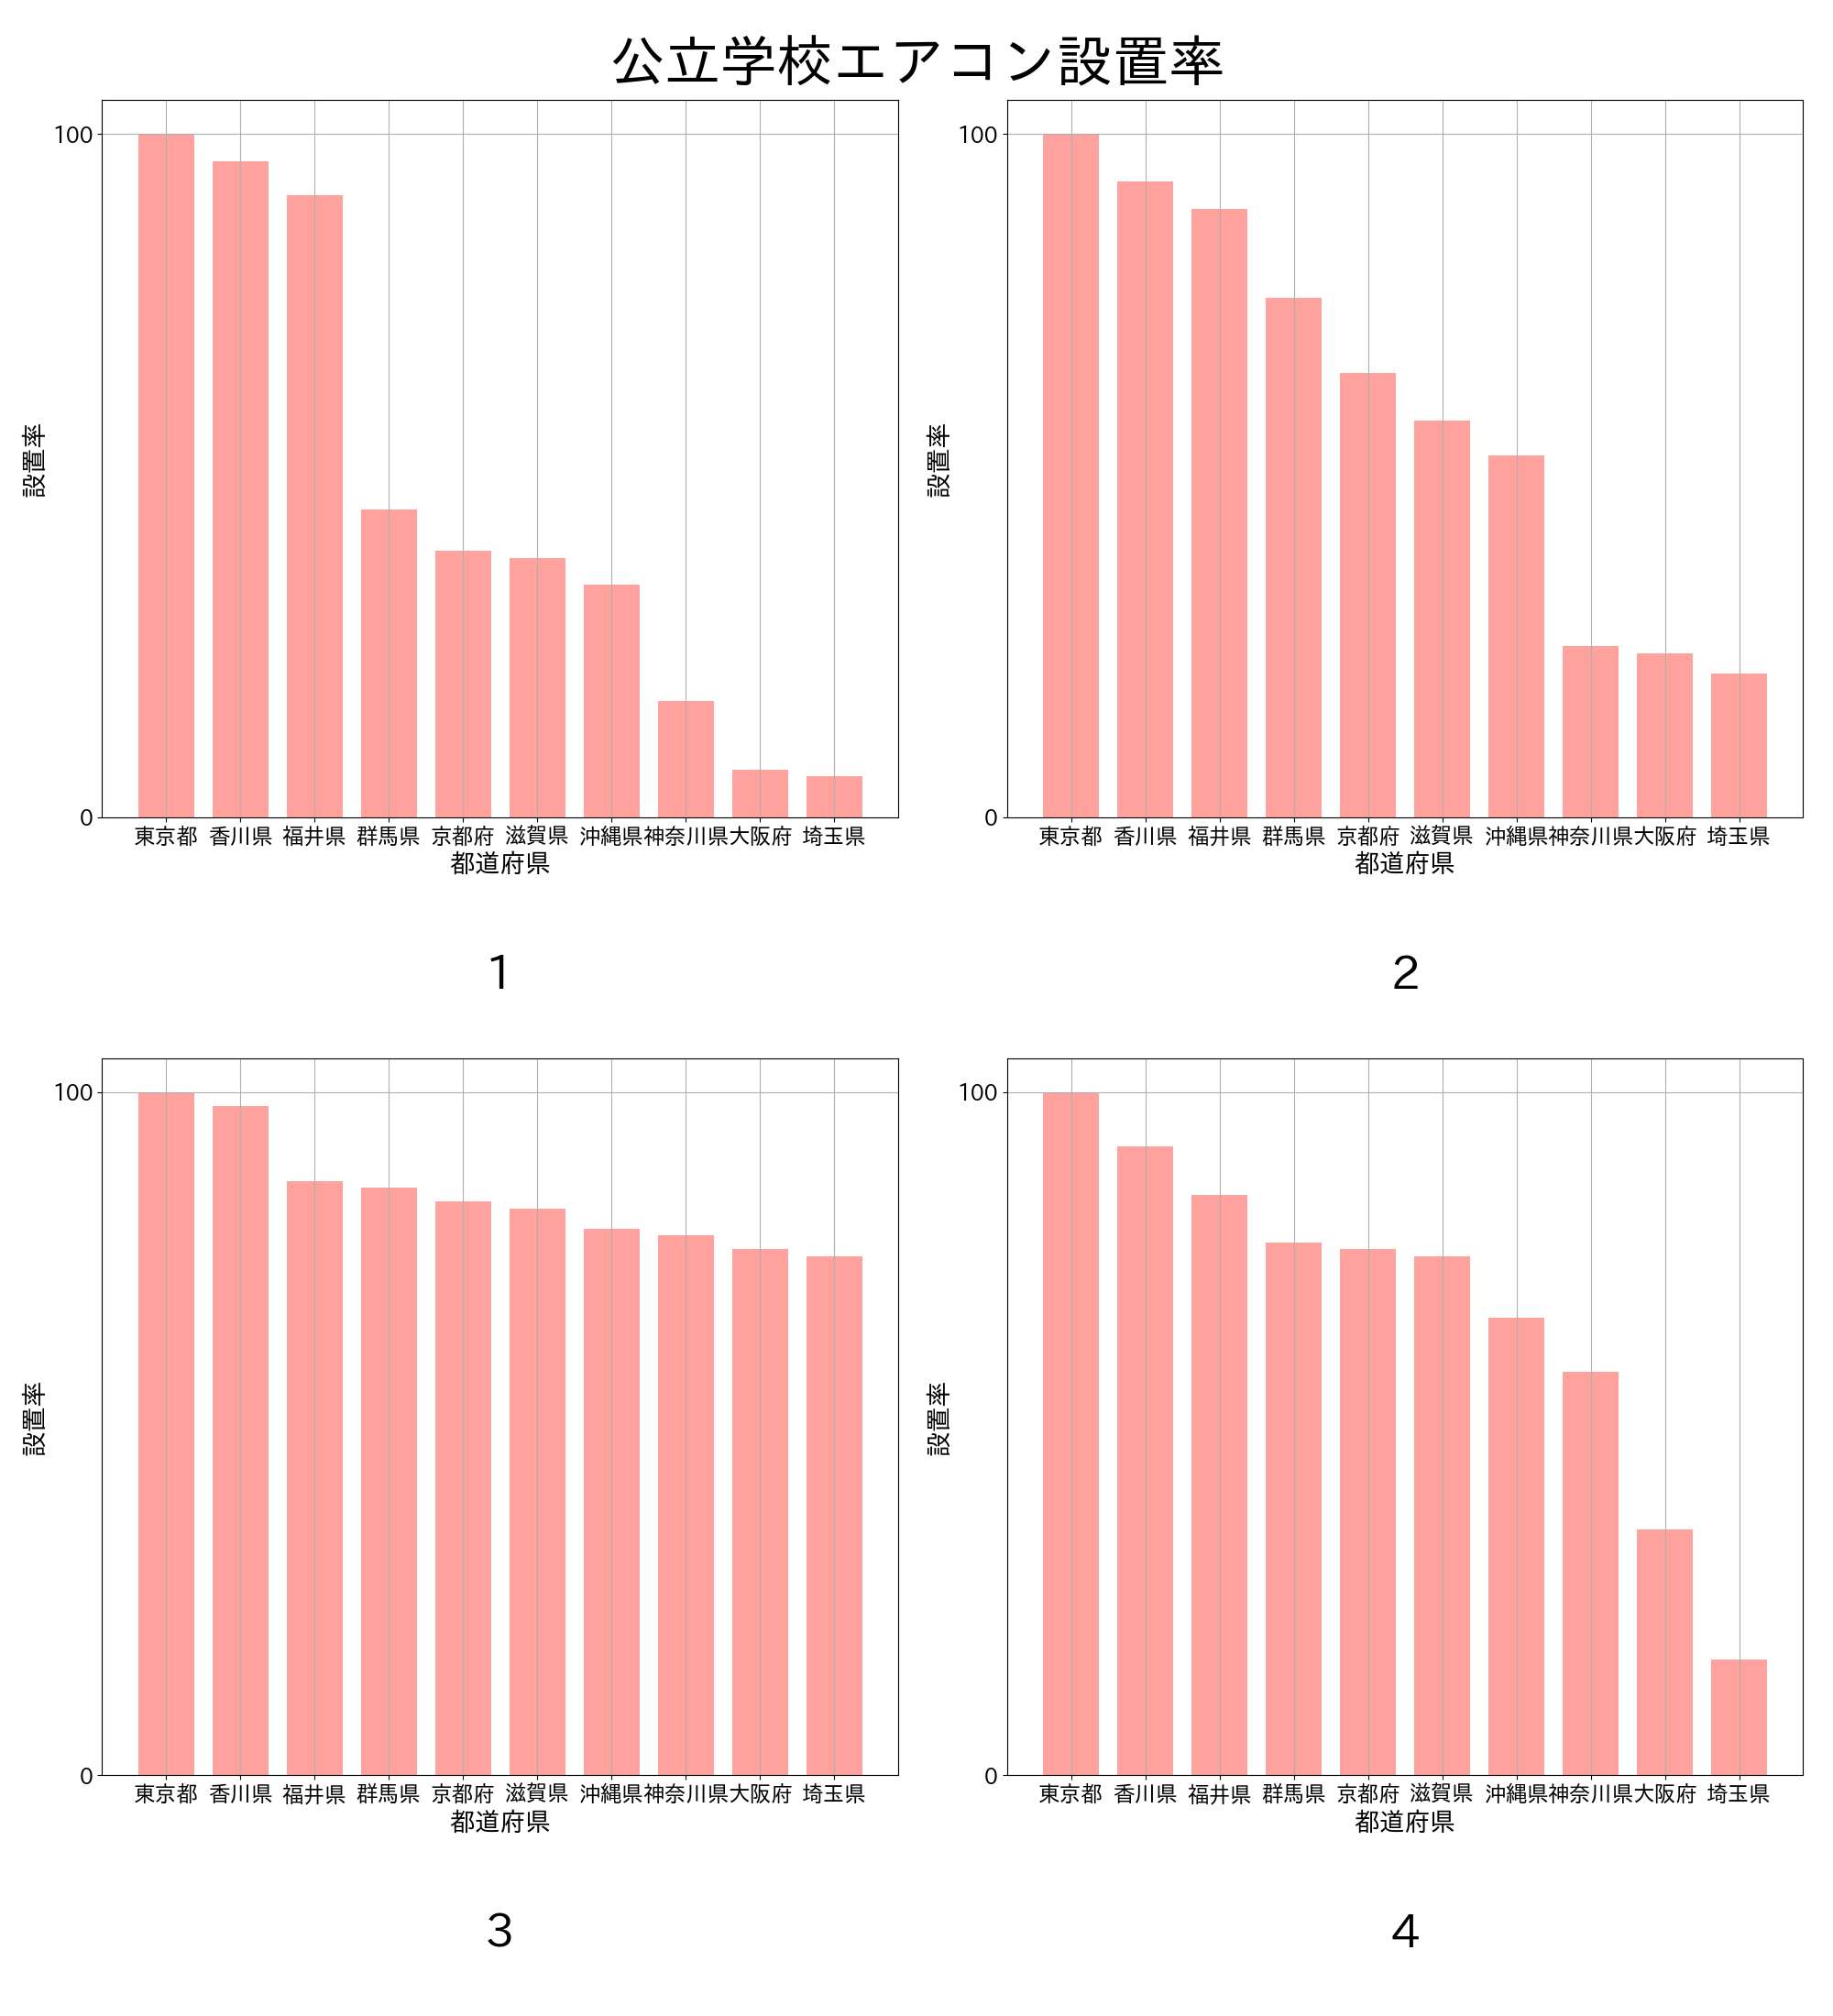 公立学校エアコン設置率
100
0
設置率
東京都 香川県 福井県 群馬県 京都府 滋賀県 沖縄県 神奈川県 大阪府 埼玉県
都道府県
1
100
0
設置率
東京都 香川県 福井県 群馬県 京都府 滋賀県 沖縄県 神奈川県 大阪府 埼玉県
都道府県
2
100
0
設置率
東京都 香川県 福井県 群馬県 京都府 滋賀県 沖縄県 神奈川県 大阪府 埼玉県
都道府県
3
100
0
設置率
東京都 香川県 福井県 群馬県 京都府 滋賀県 沖縄県 神奈川県 大阪府 埼玉県
都道府県
4